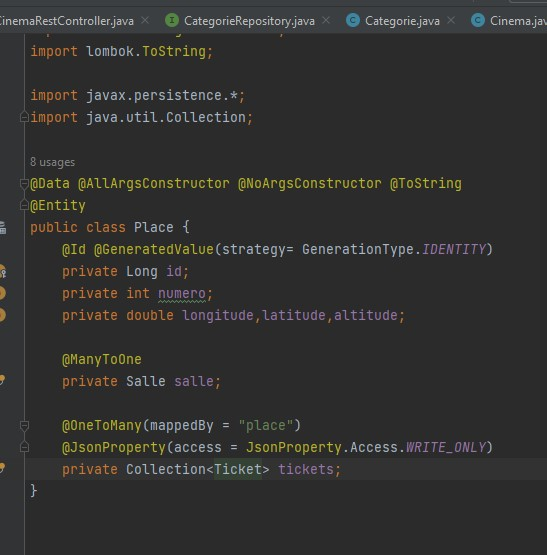 CinemaRestController.java
CategorieRepository.java
Categorie.java
Cinema.jav
import lombok.ToString;
import javax.persistence.*;
import java.util.Collection;
8 usages
@Data @AllArgsConstructor @NoArgsConstructor @ToString
@Entity
public class Place {
@Id @GeneratedValue(strategy= GenerationType.IDENTITY)
private Long id;
private int numero;
private double longitude,latitude,altitude;
@ManyToOne
private Salle salle;
@OneToMany(mappedBy = "place")
@JsonProperty(access = JsonProperty.Access.WRITE_ONLY)
private Collection<Ticket> tickets;
}